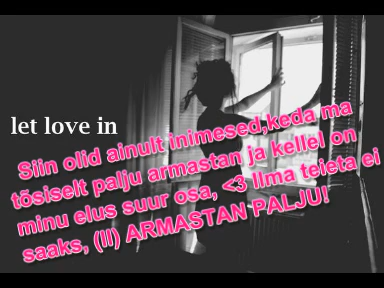 let love in
Siin olid ainult inimesed,keda ma
tõsiselt palju armastan ja kellel on
minu elus suur osa, <3 Ilma teieta ei
saaks, (ll) ARMASTAN PALJU!